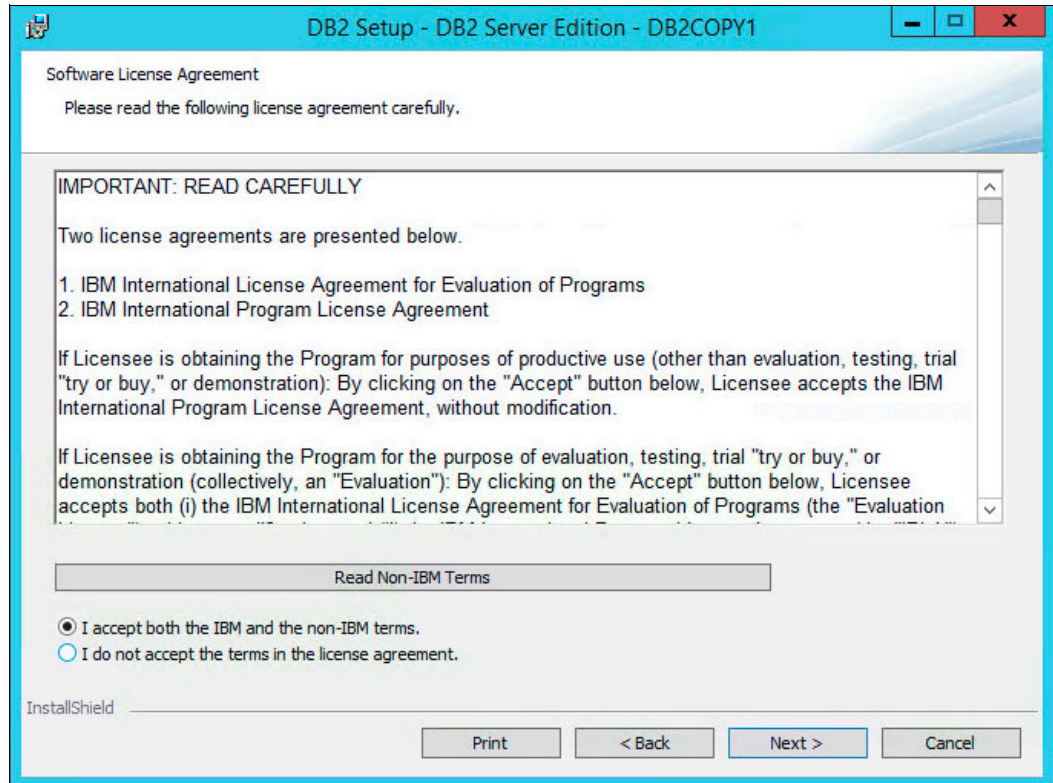 DB2 Setup - DB2 Server Edition - DB2COPY1
Software License Agreement
Please read the following license agreement carefully.
IMPORTANT: READ CAREFULLY
Two license agreements are presented below.
1. IBM International License Agreement for Evaluation of Programs
2. IBM International Program License Agreement
If Licensee is obtaining the Program for purposes of productive use (other than evaluation, testing, trial
"try or buy," or demonstration): By clicking on the "Accept" button below, Licensee accepts the IBM
International Program License Agreement, without modification.
If Licensee is obtaining the Program for the purpose of evaluation, testing, trial "try or buy," or
demonstration (collectively, an "Evaluation"): By clicking on the "Accept" button below, Licensee
accepts both (i) the IBM International License Agreement for Evaluation of Programs (the "Evaluation
Read Non-IBM Terms
I accept both the IBM and the non-IBM terms.
I do not accept the terms in the license agreement.
InstallShield
Print
< Back
Next >
Cancel